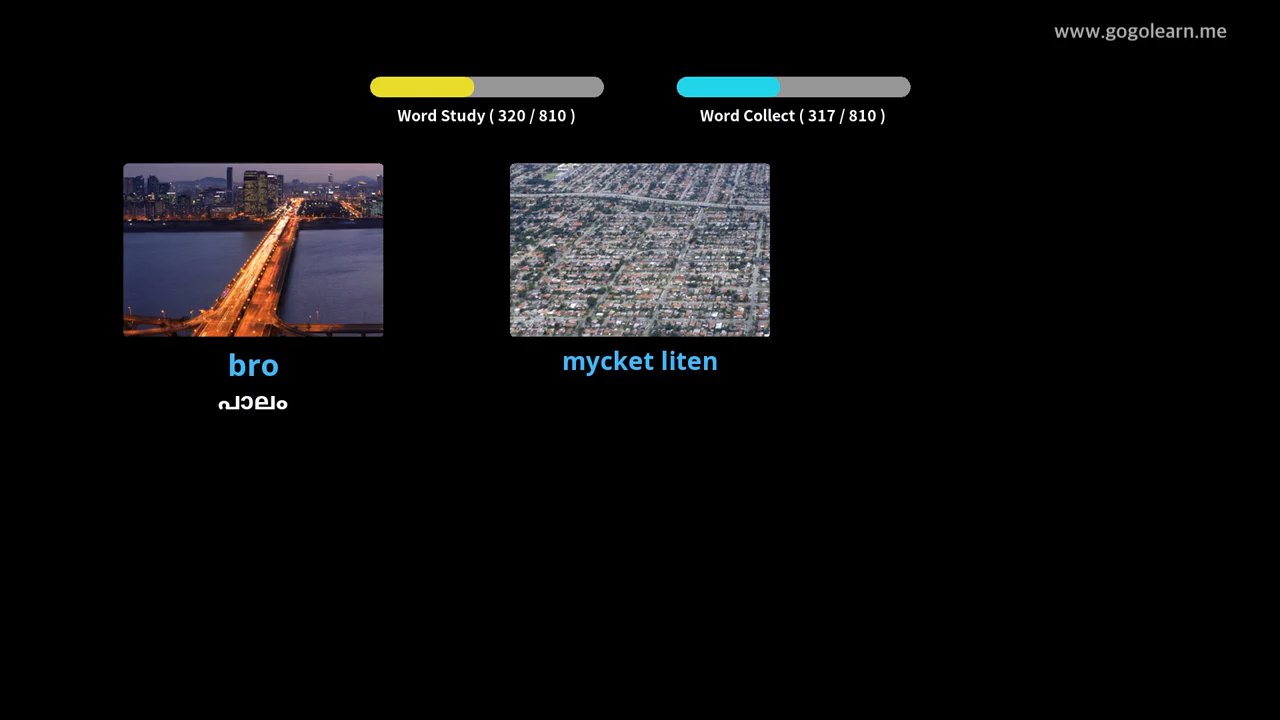 www.gogolearn.me
Word Study ( 320 / 810 )
Word Collect ( 317 / 810 )
bro
പാലം
mycket liten